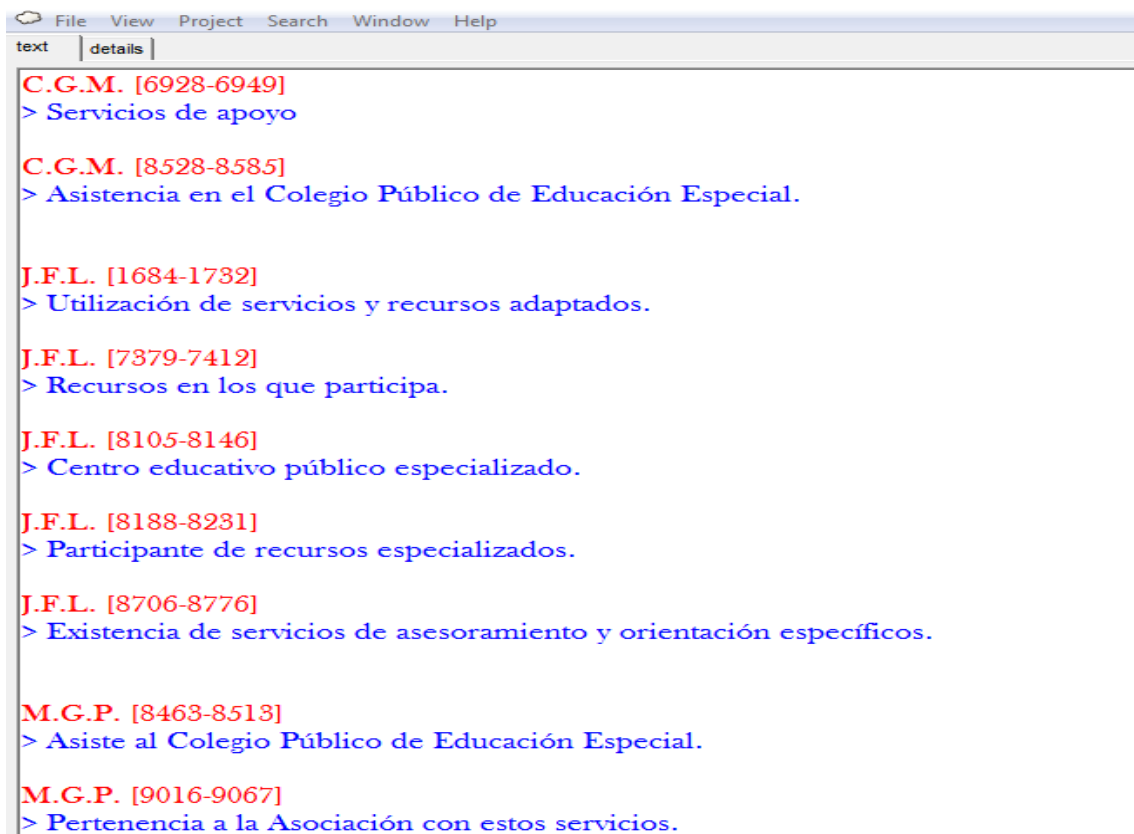 File View Project Search Window Help
text details
C.G.M. [6928-6949]
> Servicios de apoyo
C.G.M. [8528-8585]
> Asistencia en el Colegio Público de Educación Especial.
J.F.L. [1684-1732]
> Utilización de servicios y recursos adaptados.
J.F.L. [7379-7412]
> Recursos en los que participa.
J.F.L. [8105-8146]
> Centro educativo público especializado.
J.F.L. [8188-8231]
> Participante de recursos especializados.
J.F.L. [8706-8776]
> Existencia de servicios de asesoramiento y orientación específicos.
M.G.P. [8463-8513]
> Asiste al Colegio Público de Educación Especial.
M.G.P. [9016-9067]
> Pertenencia a la Asociación con estos servicios.